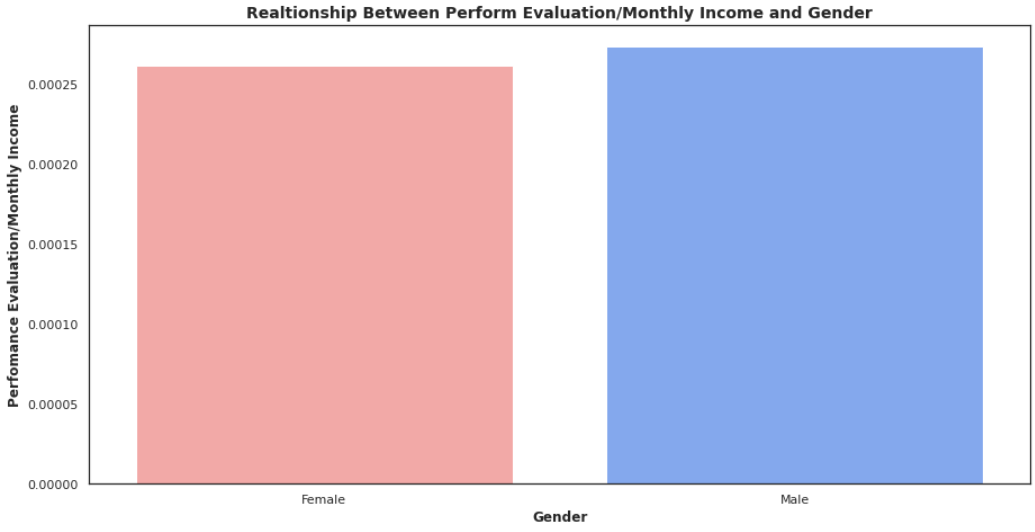 Realtionship Between Perform Evaluation/Monthly Income and Gender
Perfomance Evaluation/Monthly Income
0.00025
0.00020
0.00015
0.00010
0.00005
0.00000
Female
Male
Gender